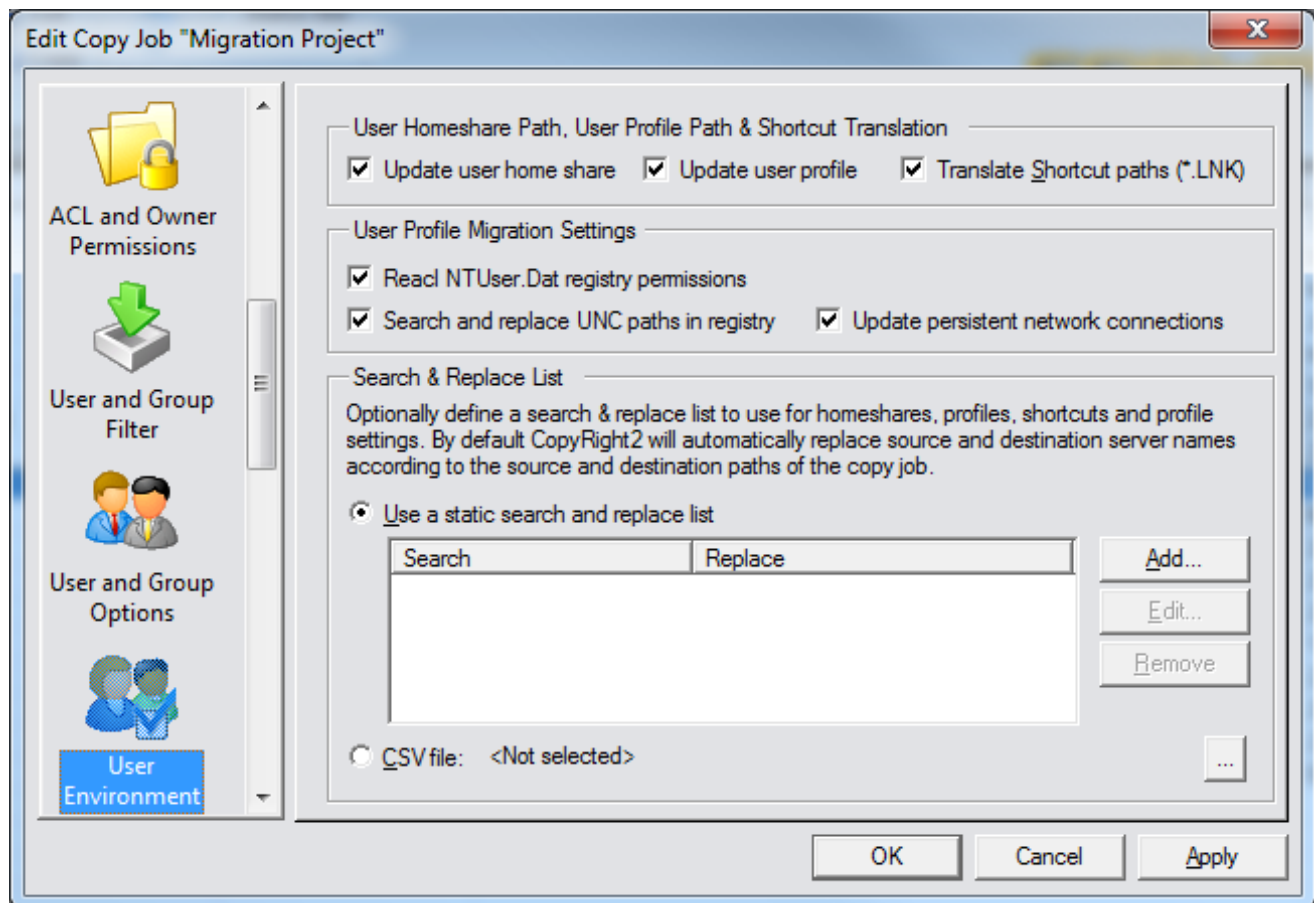 Edit Copy Job "Migration Project"
ACL and Owner
Permissions
User and Group
Filter
User and Group
Options
User
Environment
User Homeshare Path, User Profile Path & Shortcut Translation
Update user home share
Update user profile
Translate Shortcut paths (*.LNK)
User Profile Migration Settings
Reacl NTUser.Dat registry permissions
Search and replace UNC paths in registry
Update persistent network connections
Search & Replace List
Optionally define a search & replace list to use for homeshares, profiles, shortcuts and profile
settings. By default CopyRight2 will automatically replace source and destination server names
according to the source and destination paths of the copy job.
Use a static search and replace list
Search
Replace
Add...
Edit...
Remove
CSV file: <Not selected>
...
OK
Cancel
Apply